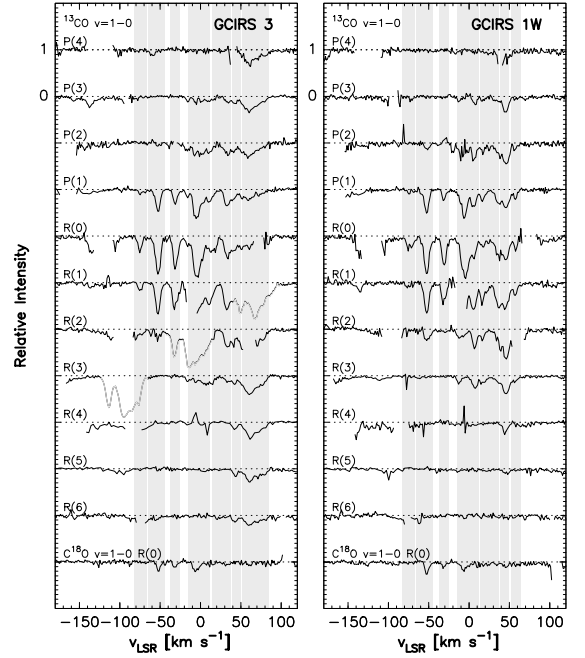 ¹³CO v=1−0 GCIRS 3
P(4)
P(3)
P(2)
P(1)
R(0)
R(1)
R(2)
R(3)
R(4)
R(5)
R(6)
C¹⁸O v=1−0 R(0)
1
0
Relative Intensity
−150 −100 −50 0 50 100
v_LSR [km s⁻¹]
¹³CO v=1−0 GCIRS 1W
P(4)
P(3)
P(2)
P(1)
R(0)
R(1)
R(2)
R(3)
R(4)
R(5)
R(6)
C¹⁸O v=1−0 R(0)
1
0
−150 −100 −50 0 50 100
v_LSR [km s⁻¹]